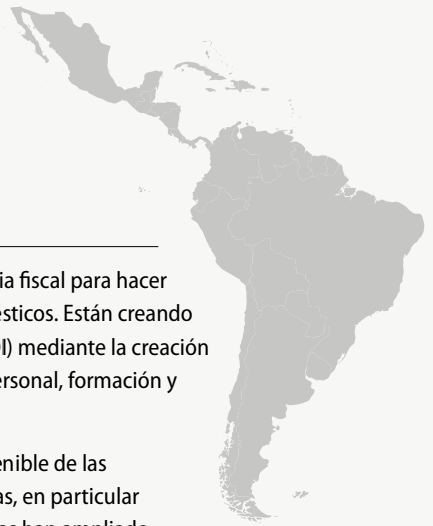 ia fiscal para hacer
ésticos. Están creando
I) mediante la creación
ersonal, formación y
enible de las
as, en particular